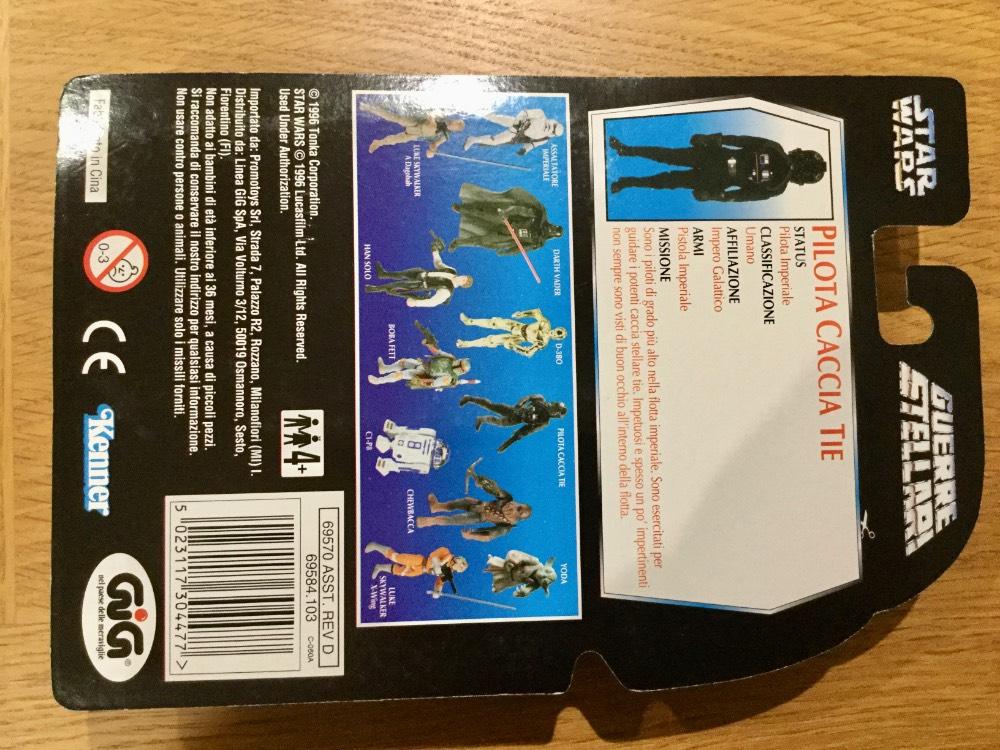 STAR
WARS
GUERRE
STELLARI
PILOTA CACCIA TIE
STATUS
Pilota Imperiale
CLASSIFICAZIONE
Umano
AFFILIAZIONE
Impero Galattico
ARMI
Pistola Imperiale
MISSIONE
Sono i piloti di grado più alto nella flotta imperiale. Sono esercitati per
guidare i potenti caccia stellare tie. Impetuosi e spesso un po' impertinenti
non sempre sono visti di buon occhio all'interno della flotta.
ASSALTATORE
IMPERIALE
DARTH VADER
D-3BO
PILOTA CACCIA TIE
YODA
LUKE SKYWALKER
A Dagobah
HAN SOLO
BOBA FETT
C1-P8
CHEWBACCA
LUKE
SKYWALKER
X-Wing
© 1996 Tonka Corporation.
STAR WARS © 1996 Lucasfilm Ltd. All Rights Reserved.
Used Under Authorization.
Importato da: Promotoys Srl, Strada 7, Palazzo R2, Rozzano, Milanofiori (MI) I.
Distribuito da: Linea GiG SpA, Via Volturno 3/12, 50019 Osmannoro, Sesto,
Fiorentino (FI).
Non adatto ai bambini di età inferiore ai 36 mesi, a causa di piccoli pezzi.
Si raccomanda di conservare il nostro indirizzo per qualsiasi informazione.
Non usare contro persone o animali. Utilizzare solo i missili forniti.
4+
69570 ASST. REV D
69584.103
C-060A
5 023117 304477 >
in Cina
0-3
CE
Kenner
GiG®
nel paese delle meraviglie